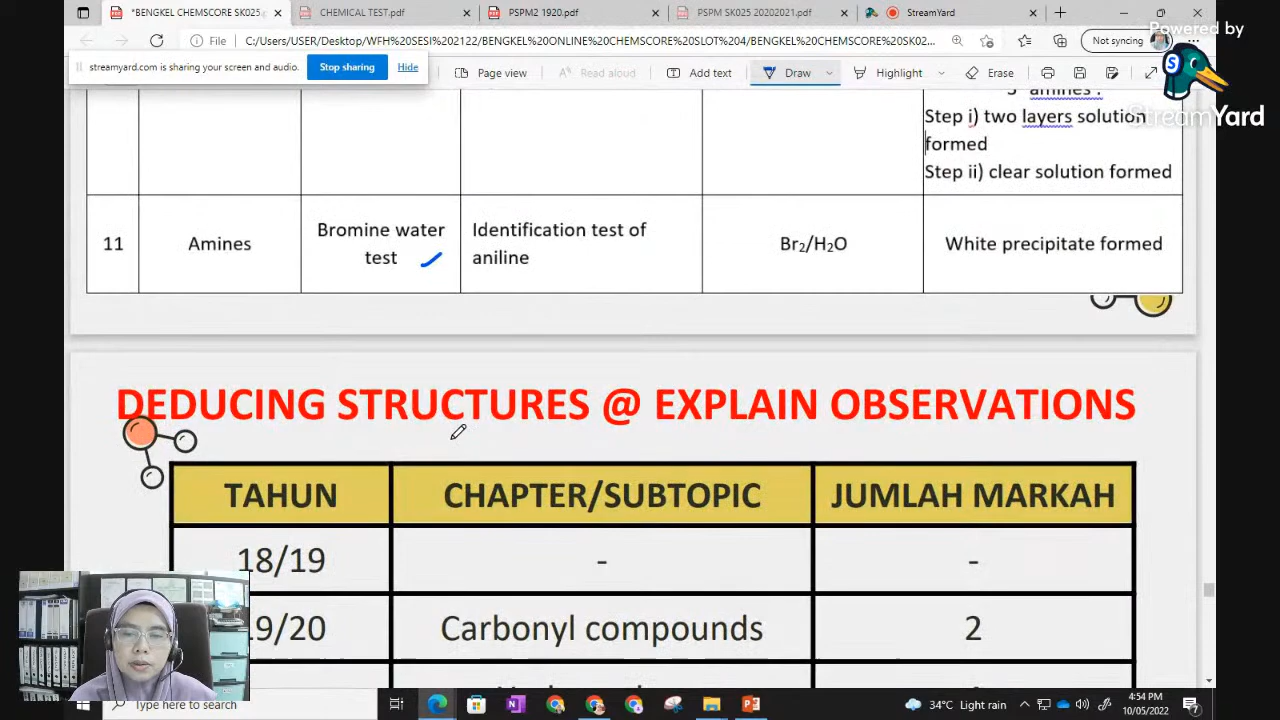 *BENGKEL CHEMSCORE SK025
CHEMICAL TEST.pdf
PSPM2 1920.pdf
PSPM SK025 20202021.pdf
StreamYard
File
C:/Users/USER/Desktop/WFH%20SESI
EL%20ONLINE%20CHEMSCORE%20SLOT%204/BENGKEL%20CHEMSCORE%20SK02...
Not syncing
Powered by
StreamYard
streamyard.com is sharing your screen and audio.
Stop sharing
Hide
Page view
Read aloud
Add text
Draw
Highlight
Erase
amines :
Step i) two layers solution
formed
Step ii) clear solution formed
11
Amines
Bromine water
test
Identification test of
aniline
Br2/H2O
White precipitate formed
DEDUCING STRUCTURES @ EXPLAIN OBSERVATIONS
TAHUN
CHAPTER/SUBTOPIC
JUMLAH MARKAH
18/19
-
-
9/20
Carbonyl compounds
2
Type here to search
34°C Light rain
4:54 PM
10/05/2022